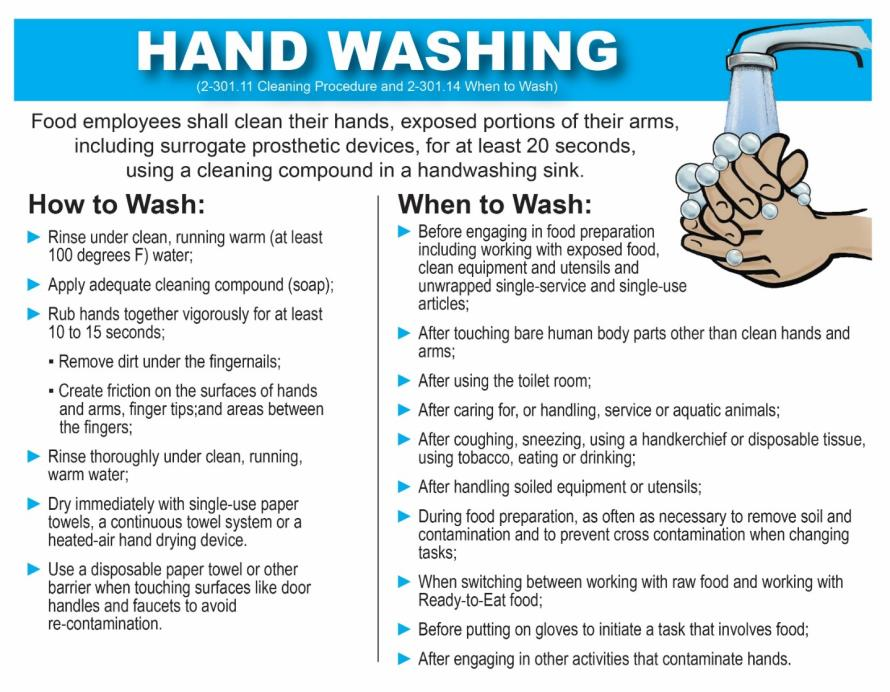 HAND WASHING
(2-301.11 Cleaning Procedure and 2-301.14 When to Wash)
Food employees shall clean their hands, exposed portions of their arms,
including surrogate prosthetic devices, for at least 20 seconds,
using a cleaning compound in a handwashing sink.
How to Wash:
► Rinse under clean, running warm (at least
100 degrees F) water;
► Apply adequate cleaning compound (soap);
► Rub hands together vigorously for at least
10 to 15 seconds;
▪ Remove dirt under the fingernails;
▪ Create friction on the surfaces of hands
and arms, finger tips;and areas between
the fingers;
► Rinse thoroughly under clean, running,
warm water;
► Dry immediately with single-use paper
towels, a continuous towel system or a
heated-air hand drying device.
► Use a disposable paper towel or other
barrier when touching surfaces like door
handles and faucets to avoid
re-contamination.
When to Wash:
► Before engaging in food preparation
including working with exposed food,
clean equipment and utensils and
unwrapped single-service and single-use
articles;
► After touching bare human body parts other than clean hands and
arms;
► After using the toilet room;
► After caring for, or handling, service or aquatic animals;
► After coughing, sneezing, using a handkerchief or disposable tissue,
using tobacco, eating or drinking;
► After handling soiled equipment or utensils;
► During food preparation, as often as necessary to remove soil and
contamination and to prevent cross contamination when changing
tasks;
► When switching between working with raw food and working with
Ready-to-Eat food;
► Before putting on gloves to initiate a task that involves food;
► After engaging in other activities that contaminate hands.